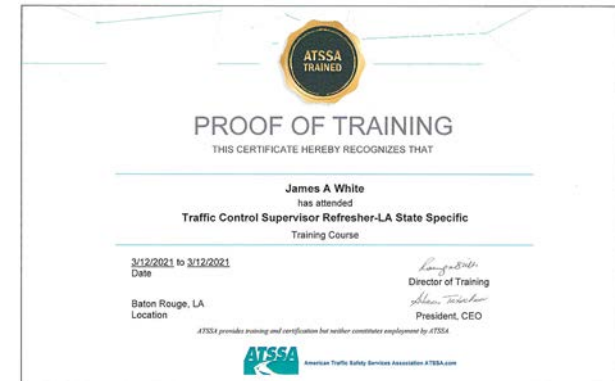 ATSSA
TRAINED
PROOF OF TRAINING
THIS CERTIFICATE HEREBY RECOGNIZES THAT
James A White
has attended
Traffic Control Supervisor Refresher-LA State Specific
Training Course
3/12/2021 to 3/12/2021
Date
Director of Training
Baton Rouge, LA
Location
President, CEO
ATSSA provides training and certification but neither constitutes employment by ATSSA
ATSSA
American Traffic Safety Services Association ATSSA.com